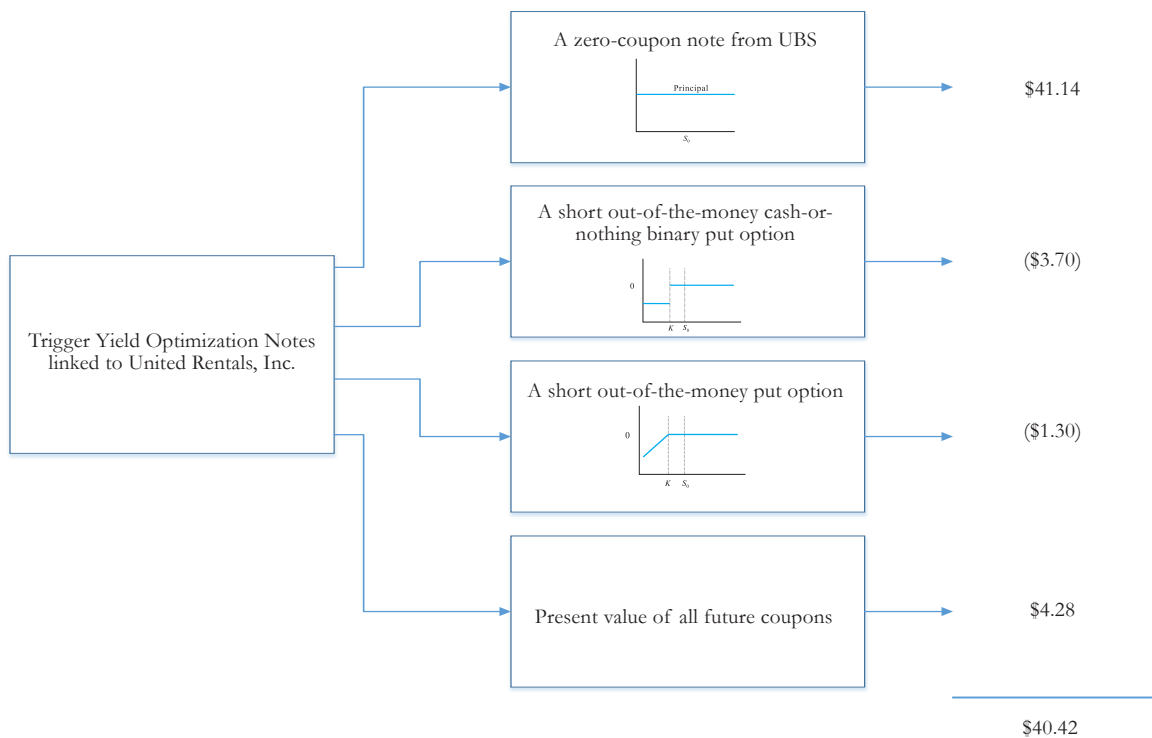 Trigger Yield Optimization Notes
linked to United Rentals, Inc.
A zero-coupon note from UBS
Principal
S₀
$41.14
A short out-of-the-money cash-or-
nothing binary put option
0
K S₀
($3.70)
A short out-of-the-money put option
0
K S₀
($1.30)
Present value of all future coupons
$4.28
$40.42